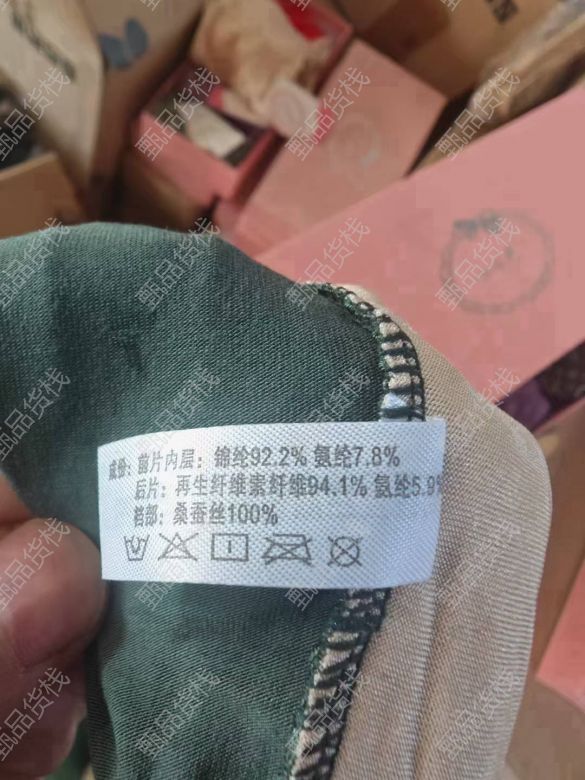 成份：前片内层：锦纶92.2% 氨纶7.8%
后片：再生纤维素纤维94.1% 氨纶5.9%
裆部：桑蚕丝100%
甄品货栈